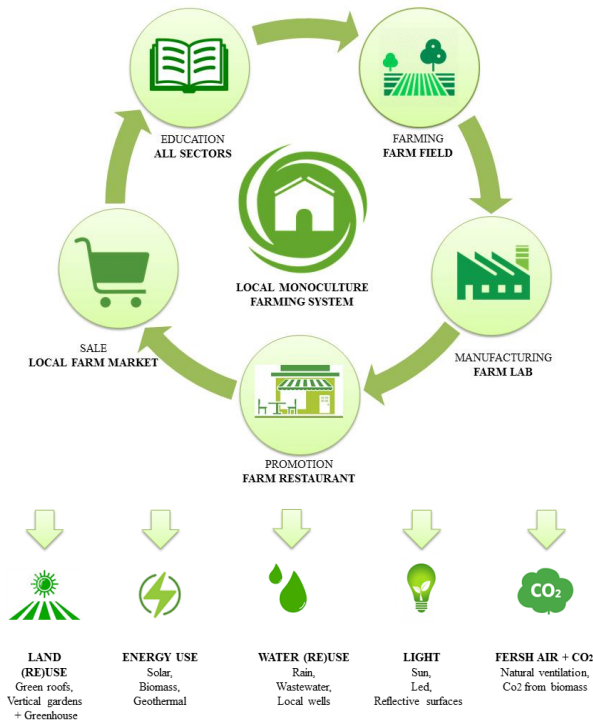 EDUCATION
ALL SECTORS
FARMING
FARM FIELD
LOCAL MONOCULTURE
FARMING SYSTEM
SALE
LOCAL FARM MARKET
MANUFACTURING
FARM LAB
PROMOTION
FARM RESTAURANT
CO₂
LAND
(RE)USE
Green roofs,
Vertical gardens
+ Greenhouse
ENERGY USE
Solar,
Biomass,
Geothermal
WATER (RE)USE
Rain,
Wastewater,
Local wells
LIGHT
Sun,
Led,
Reflective surfaces
FERSH AIR + CO2
Natural ventilation,
Co2 from biomass